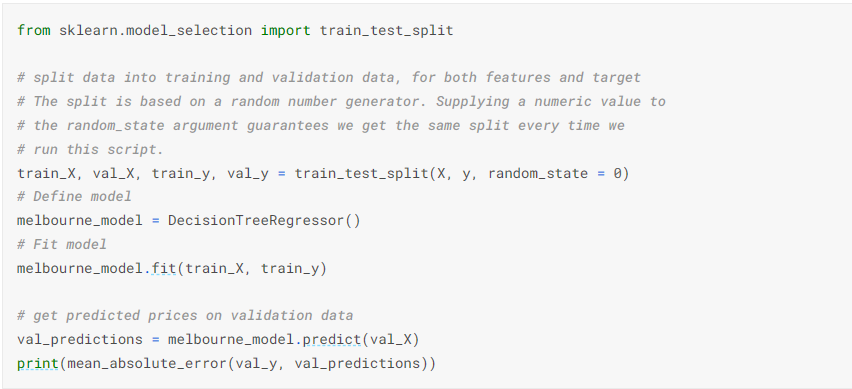 from sklearn.model_selection import train_test_split
# split data into training and validation data, for both features and target
# The split is based on a random number generator. Supplying a numeric value to
# the random_state argument guarantees we get the same split every time we
# run this script.
train_X, val_X, train_y, val_y = train_test_split(X, y, random_state = 0)
# Define model
melbourne_model = DecisionTreeRegressor()
# Fit model
melbourne_model.fit(train_X, train_y)
# get predicted prices on validation data
val_predictions = melbourne_model.predict(val_X)
print(mean_absolute_error(val_y, val_predictions))